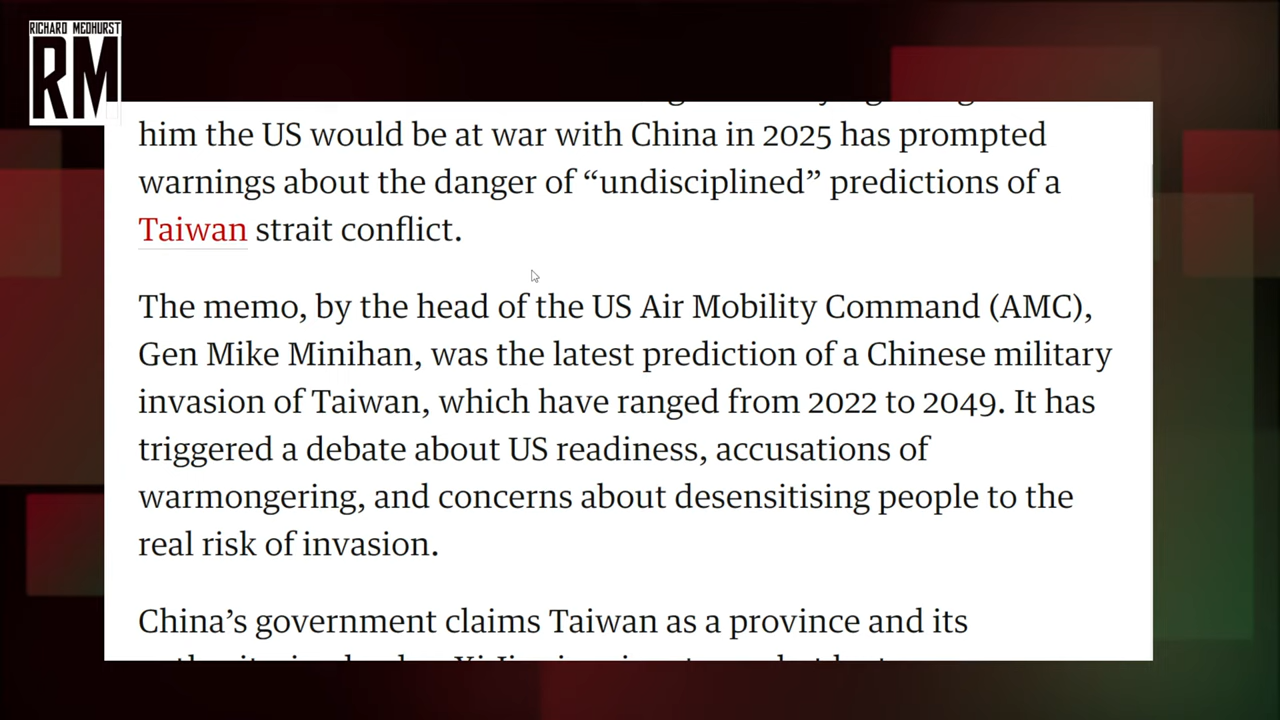 RICHARD MEDHURST
RM
him the US would be at war with China in 2025 has prompted
warnings about the danger of “undisciplined” predictions of a
Taiwan strait conflict.
The memo, by the head of the US Air Mobility Command (AMC),
Gen Mike Minihan, was the latest prediction of a Chinese military
invasion of Taiwan, which have ranged from 2022 to 2049. It has
triggered a debate about US readiness, accusations of
warmongering, and concerns about desensitising people to the
real risk of invasion.
China’s government claims Taiwan as a province and its